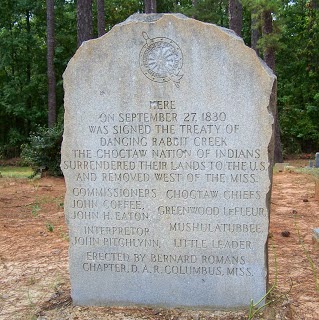 HERE
ON SEPTEMBER 27, 1830.
WAS SIGNED THE TREATY OF
DANCING RABBIT CREEK
THE CHOCTAW NATION OF INDIANS
SURRENDERED THEIR LANDS TO THE U.S.
AND REMOVED WEST OF THE MISS.
COMMISSIONERS
JOHN COFFEE,
JOHN H. EATON.
INTERPRETOR
JOHN PITCHLYNN,
CHOCTAW CHIEFS
GREENWOOD LEFLEUR,
MUSHULATUBBEE,
LITTLE LEADER.
ERECTED BY BERNARD ROMANS
CHAPTER, D.A.R. COLUMBUS, MISS.